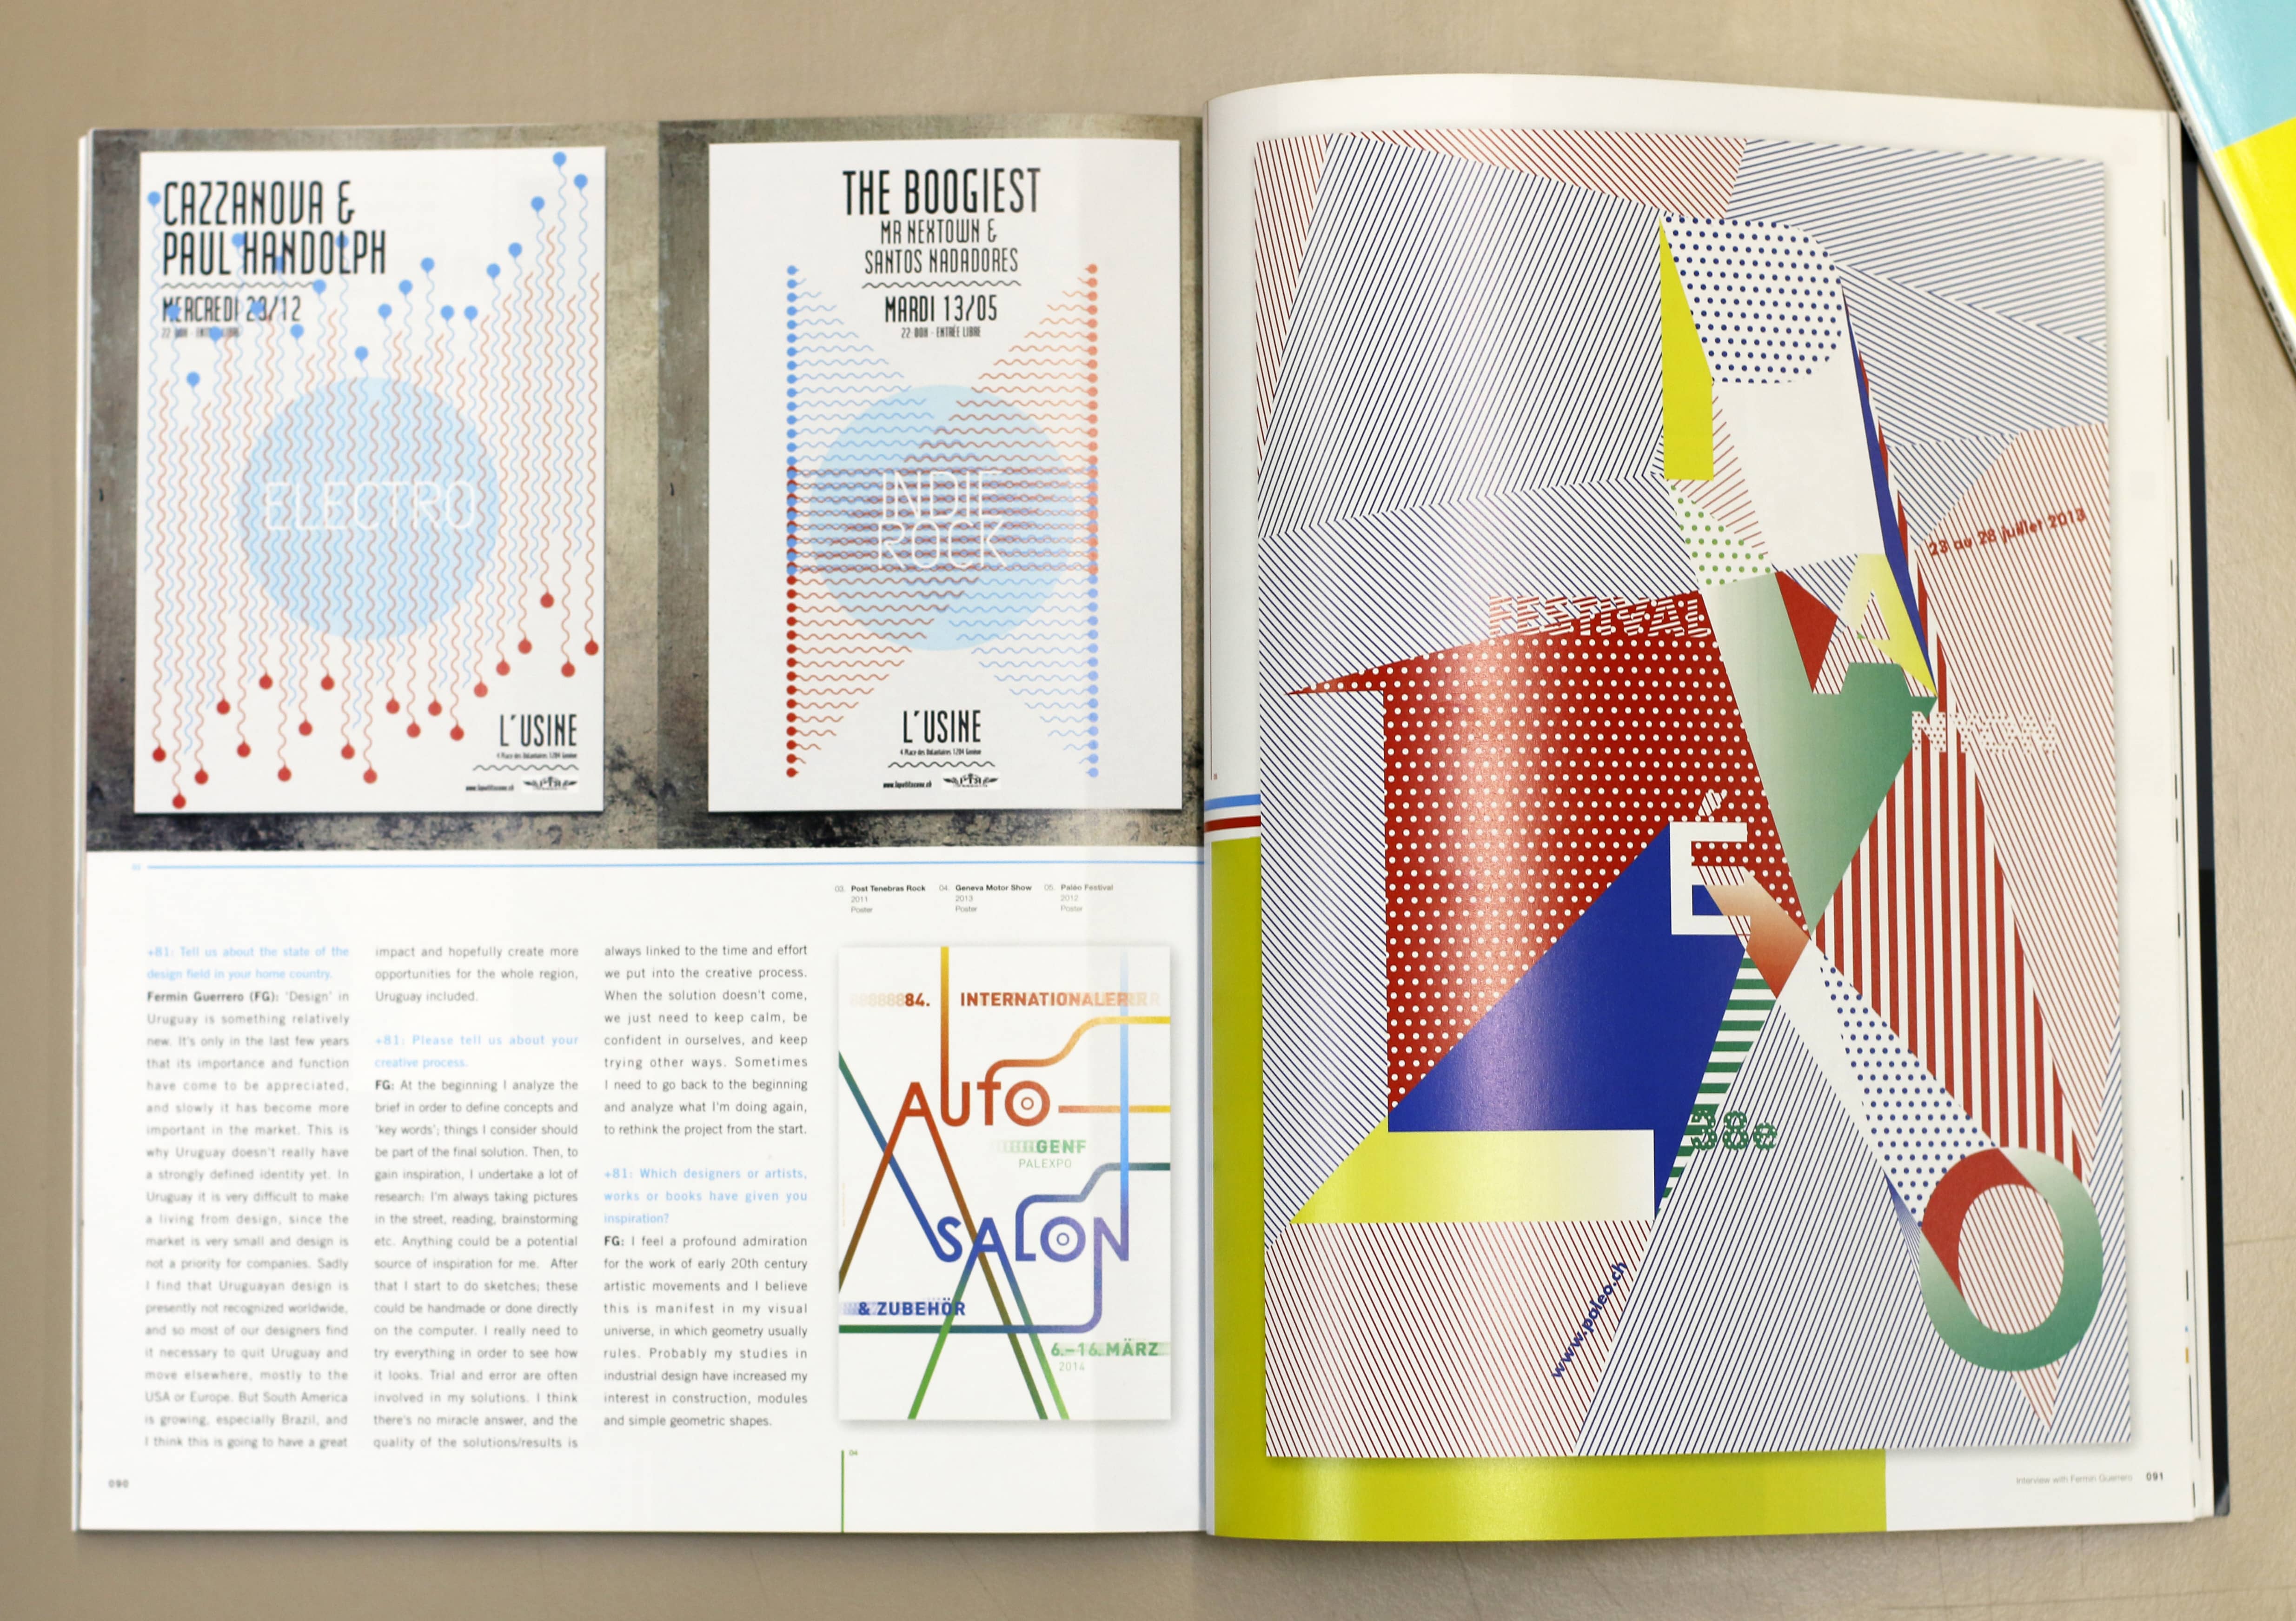 CAZZANOVA &
PAUL HANDOLPH
MERCREDI 23/12
ELECTRO
L'USINE
4 Place des Volontaires, 1204 Genève
PTR
THE BOOGIEST
MR NEXTOWN &
SANTOS NADADORES
MARDI 13/05
22:00H - ENTRÉE LIBRE
INDIE
ROCK
L'USINE
4 Place des Volontaires, 1204 Genève
PTR
03. Post Tenebras Rock
2011
Poster
04. Geneva Motor Show
2013
Poster
05. Paléo Festival
2012
Poster
+81: Tell us about the state of the
design field in your home country.
Fermin Guerrero (FG): 'Design' in
Uruguay is something relatively
new. It's only in the last few years
that its importance and function
have come to be appreciated,
and slowly it has become more
important in the market. This is
why Uruguay doesn't really have
a strongly defined identity yet. In
Uruguay it is very difficult to make
a living from design, since the
market is very small and design is
not a priority for companies. Sadly
I find that Uruguayan design is
presently not recognized worldwide,
and so most of our designers find
it necessary to quit Uruguay and
move elsewhere, mostly to the
USA or Europe. But South America
is growing, especially Brazil, and
I think this is going to have a great
impact and hopefully create more
opportunities for the whole region,
Uruguay included.
+81: Please tell us about your
creative process.
FG: At the beginning I analyze the
brief in order to define concepts and
'key words'; things I consider should
be part of the final solution. Then, to
gain inspiration, I undertake a lot of
research: I'm always taking pictures
in the street, reading, brainstorming
etc. Anything could be a potential
source of inspiration for me. After
that I start to do sketches; these
could be handmade or done directly
on the computer. I really need to
try everything in order to see how
it looks. Trial and error are often
involved in my solutions. I think
there's no miracle answer, and the
quality of the solutions/results is
always linked to the time and effort
we put into the creative process.
When the solution doesn't come,
we just need to keep calm, be
confident in ourselves, and keep
trying other ways. Sometimes
I need to go back to the beginning
and analyze what I'm doing again,
to rethink the project from the start.
+81: Which designers or artists,
works or books have given you
inspiration?
FG: I feel a profound admiration
for the work of early 20th century
artistic movements and I believe
this is manifest in my visual
universe, in which geometry usually
rules. Probably my studies in
industrial design have increased my
interest in construction, modules
and simple geometric shapes.
84. INTERNATIONALER
AUTO
GENF
PALEXPO
SALON
& ZUBEHÖR
6.–16. MÄRZ
2014
04
090
PALÉO
FESTIVAL
NYON
23 au 28 juillet 2013
38e
www.paleo.ch
Interview with Fermin Guerrero 091